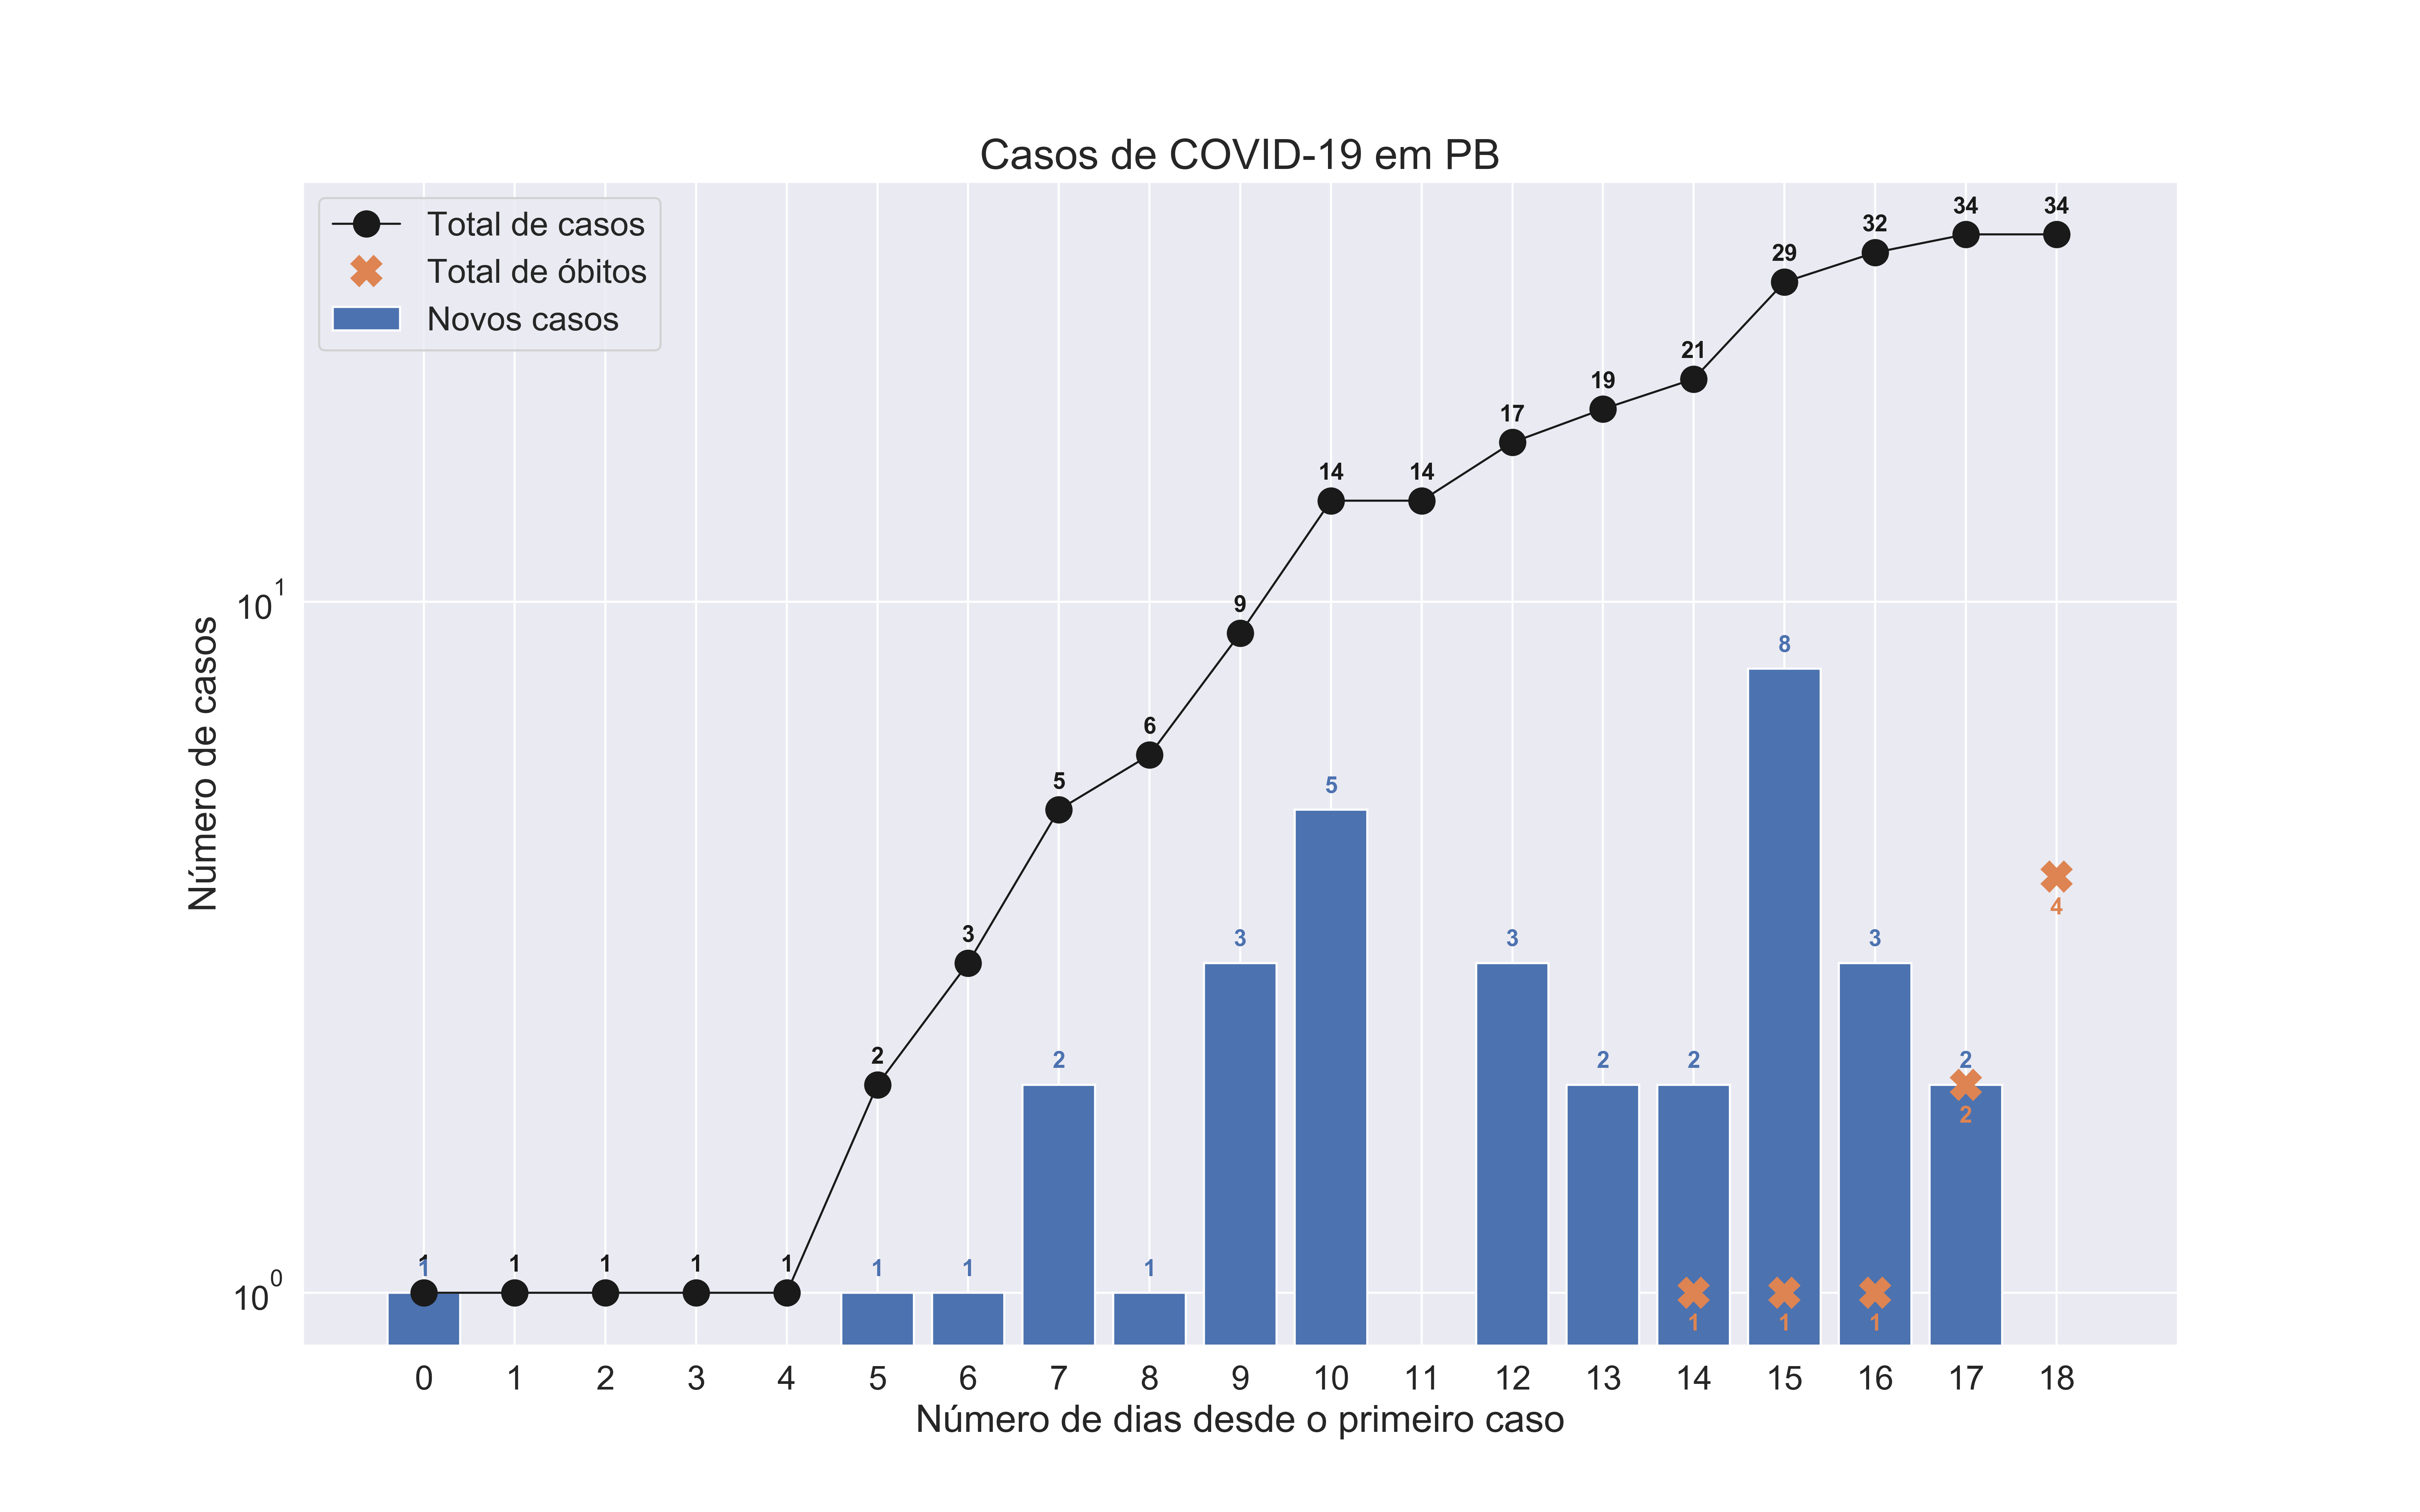 Casos de COVID-19 em PB
Total de casos
Total de óbitos
Novos casos
Número de casos
10^1
10^0
1 1 1 1 1 2 3 5 6 9 14 14 17 19 21 29 32 34 34
1 1 1 2 1 3 5 3 2 2 8 3 2
1 1 1 2 4
0 1 2 3 4 5 6 7 8 9 10 11 12 13 14 15 16 17 18
Número de dias desde o primeiro caso